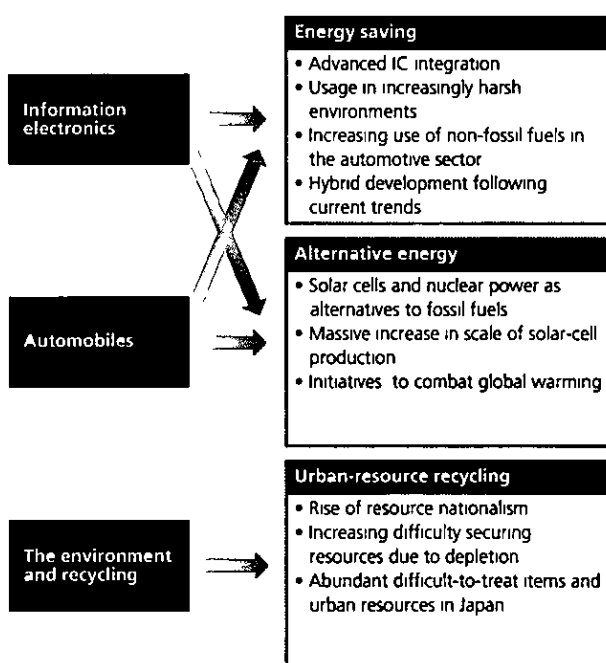 Energy saving
• Advanced IC integration
• Usage in increasingly harsh
environments
• Increasing use of non-fossil fuels in
the automotive sector
• Hybrid development following
current trends
Information
electronics
Alternative energy
• Solar cells and nuclear power as
alternatives to fossil fuels
• Massive increase in scale of solar-cell
production
• Initiatives to combat global warming
Automobiles
Urban-resource recycling
• Rise of resource nationalism
• Increasing difficulty securing
resources due to depletion
• Abundant difficult-to-treat items and
urban resources in Japan
The environment
and recycling